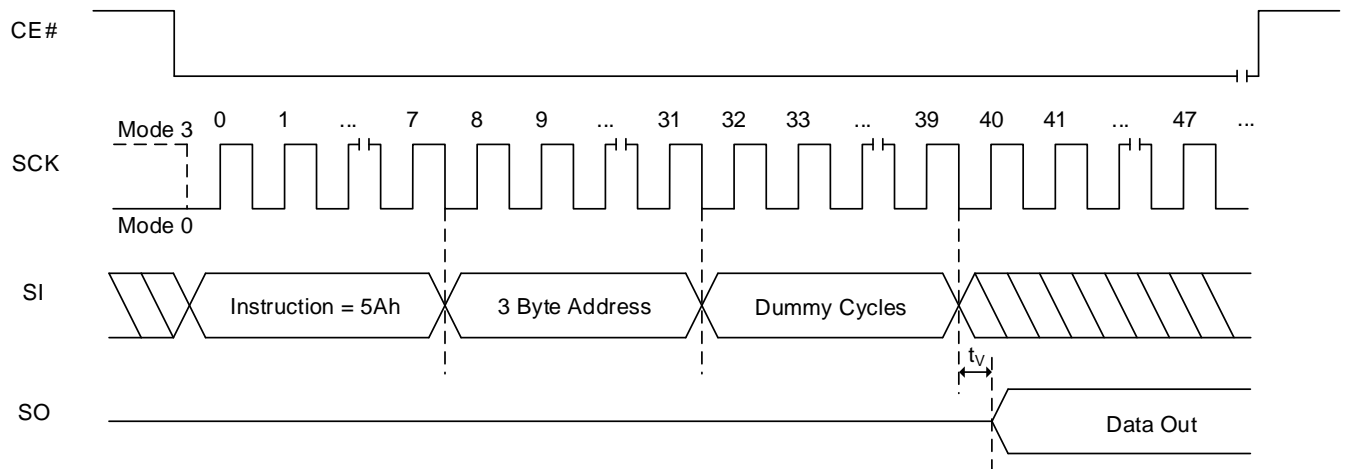 CE#
0 1 ... 7 8 9 ... 31 32 33 ... 39 40 41 ... 47 ...
Mode 3
SCK
Mode 0
SI
Instruction = 5Ah 3 Byte Address Dummy Cycles
tV
SO
Data Out